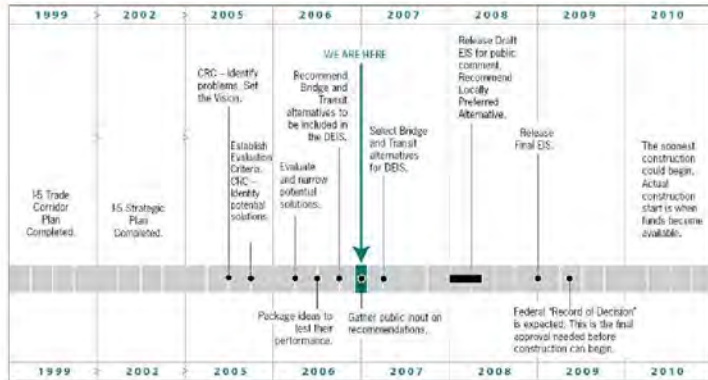 1999 > 2002 > 2005 2006 2007 2008 2009 2010
I-5 Trade
Corridor
Plan
Completed.
I-5 Strategic
Plan
Completed.
CRC – Identify
problems. Set
the Vision.
Establish
Evaluation
Criteria.
CRC –
Identify
potential
solutions.
Evaluate
and narrow
potential
solutions.
Package ideas to
test their
performance.
Recommend
Bridge and
Transit
alternatives to
be included in
the DEIS.
WE ARE HERE
Gather public input on
recommendations.
Select Bridge
and Transit
alternatives
for DEIS.
Release Draft
EIS for public
comment.
Recommend
Locally
Preferred
Alternative.
Release
Final EIS.
Federal "Record of Decision"
is expected. This is the final
approval needed before
construction can begin.
The soonest
construction
could begin.
Actual
construction
start is when
funds become
available.
1999 > 2002 > 2005 2006 2007 2008 2009 2010